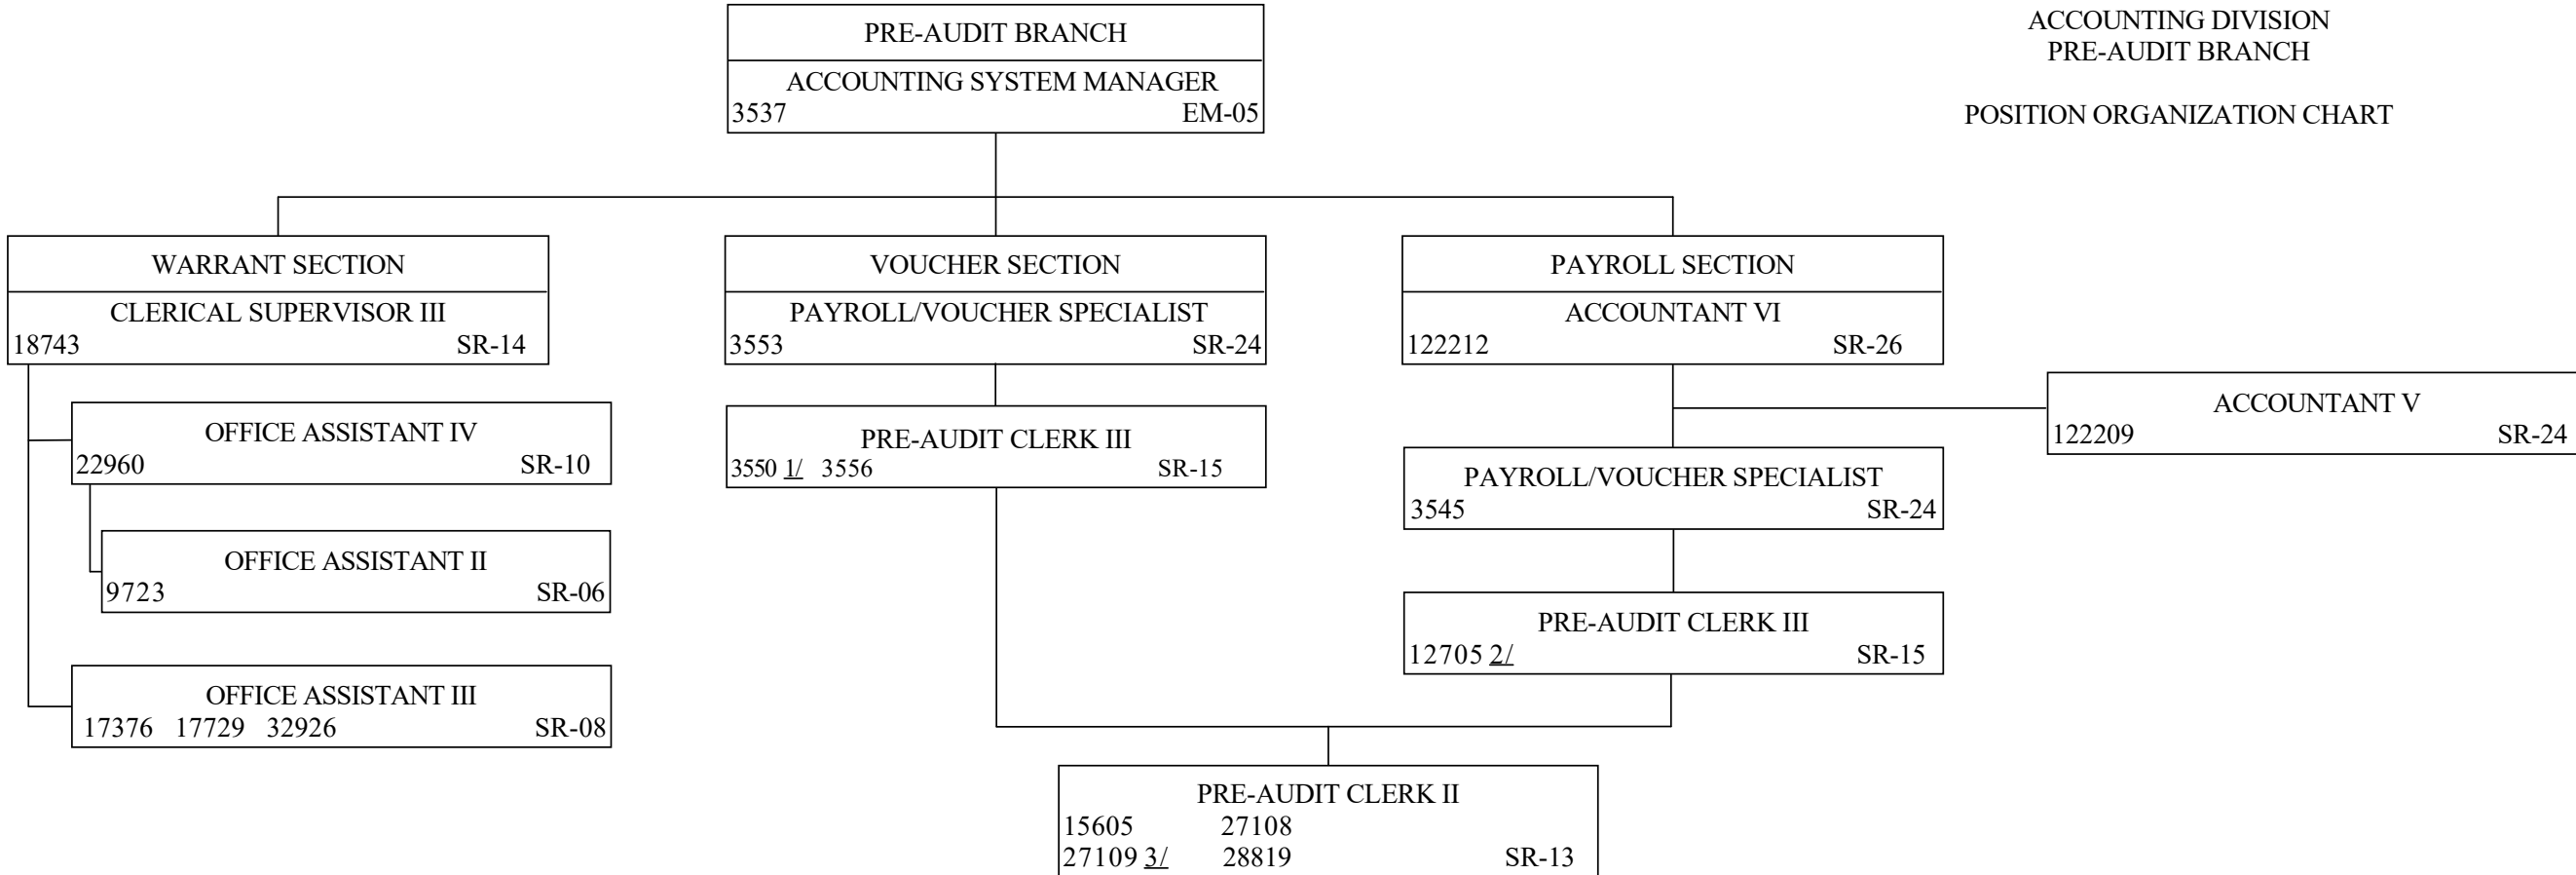 ACCOUNTING DIVISION
PRE-AUDIT BRANCH
POSITION ORGANIZATION CHART
PRE-AUDIT BRANCH
ACCOUNTING SYSTEM MANAGER
3537 EM-05
WARRANT SECTION
CLERICAL SUPERVISOR III
18743 SR-14
OFFICE ASSISTANT IV
22960 SR-10
OFFICE ASSISTANT II
9723 SR-06
OFFICE ASSISTANT III
17376 17729 32926 SR-08
VOUCHER SECTION
PAYROLL/VOUCHER SPECIALIST
3553 SR-24
PRE-AUDIT CLERK III
3550 1/ 3556 SR-15
PAYROLL SECTION
ACCOUNTANT VI
122212 SR-26
ACCOUNTANT V
122209 SR-24
PAYROLL/VOUCHER SPECIALIST
3545 SR-24
PRE-AUDIT CLERK III
12705 2/ SR-15
PRE-AUDIT CLERK II
15605 27108
27109 3/ 28819 SR-13